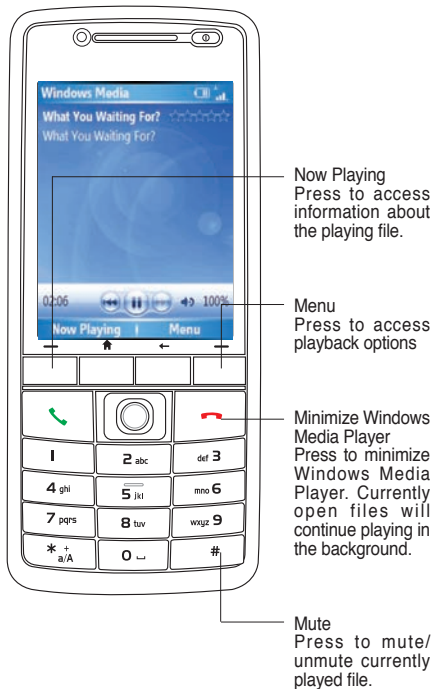 Windows Media
What You Waiting For?
What You Waiting For?
02:06
100%
Now Playing Menu
1
2 abc
def 3
4 ghi
5 jkl
mno 6
7 pqrs
8 tuv
wxyz 9
* + a/A
0
#
Now Playing
Press to access
information about
the playing file.
Menu
Press to access
playback options
Minimize Windows
Media Player
Press to minimize
Windows Media
Player. Currently
open files will
continue playing in
the background.
Mute
Press to mute/
unmute currently
played file.